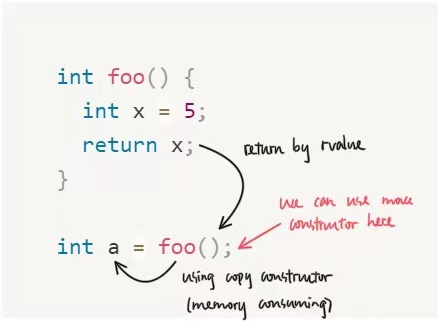 int foo() {
int x = 5;
return x;
return by rvalue
}
we can use move
constructor here
int a = foo();
using copy constructor
(memory consuming)